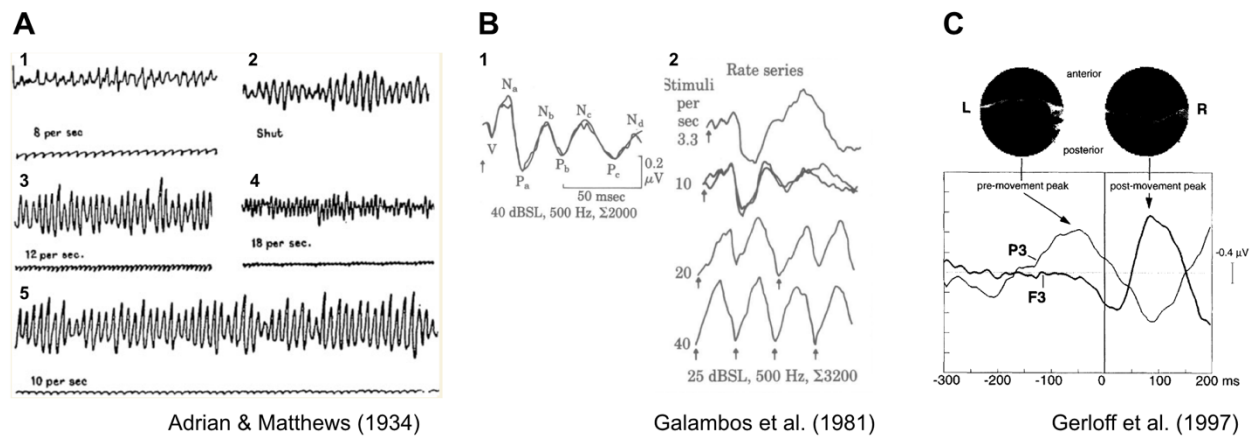 A
1
8 per sec
2
Shut
3
12 per sec.
4
18 per sec.
5
10 per sec
Adrian & Matthews (1934)
B
1
Na
Nb
Nc
Nd
V
Pa
Pb
Pc
0.2
μV
50 msec
40 dBSL, 500 Hz, Σ2000
2
Rate series
Stimuli
per
sec
3.3
10
20
40
25 dBSL, 500 Hz, Σ3200
Galambos et al. (1981)
C
anterior
L
R
posterior
pre-movement peak
post-movement peak
P3
F3
-0.4 μV
-300 -200 -100 0 100 200 ms
Gerloff et al. (1997)